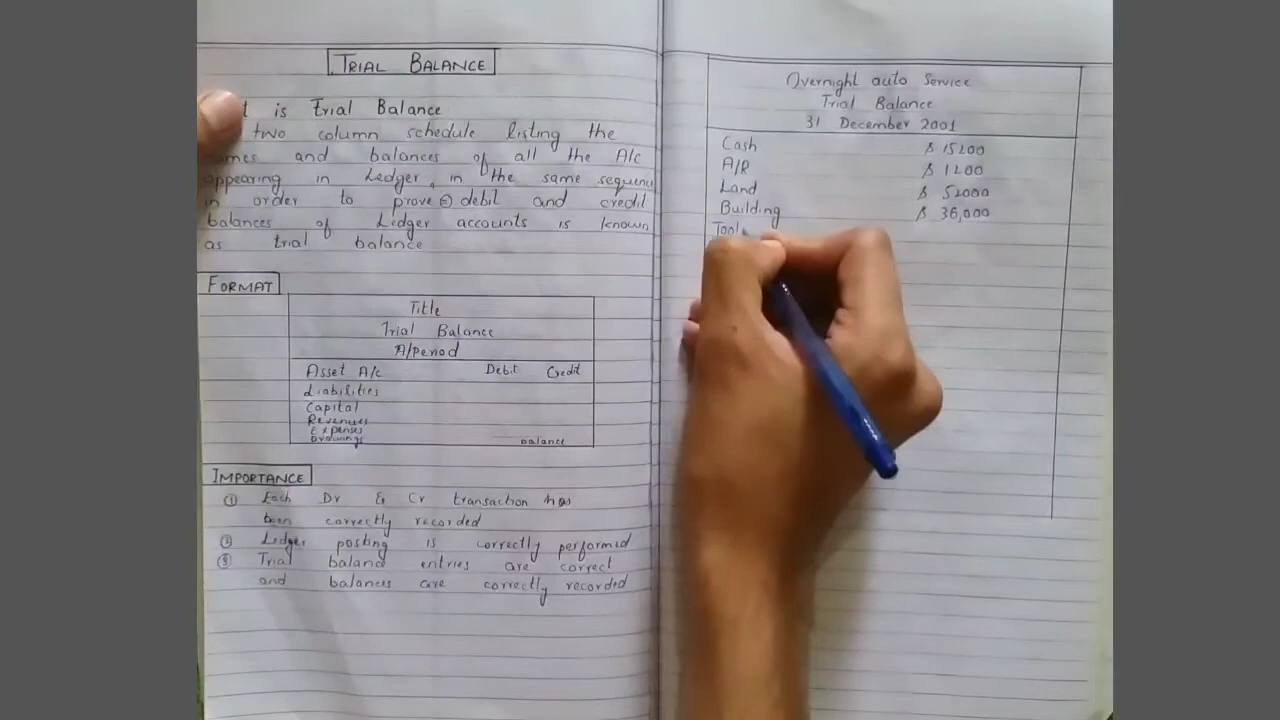 TRIAL BALANCE
t is Trial Balance
two column schedule listing the
names and balances of all the A/c
appearing in Ledger, in the same sequenc
in order to prove debit and credit
balances of Lidger accounts is known
as trial balance
FORMAT
Title
Trial Balance
A/period
Asset A/c Debit Credit
Liabilities
Capital
Revenues
Expenses
Drawings balance
IMPORTANCE
① Each Dr & Cr transaction has
been correctly recorded
② Ledger posting is correctly performed
③ Trial balance entries are correct
and balances are correctly recorded
Overnight auto Service
Trial Balance
31 December 2001
Cash $ 15200
A/R $ 1200
Land $ 52000
Building $ 36,000
Tool